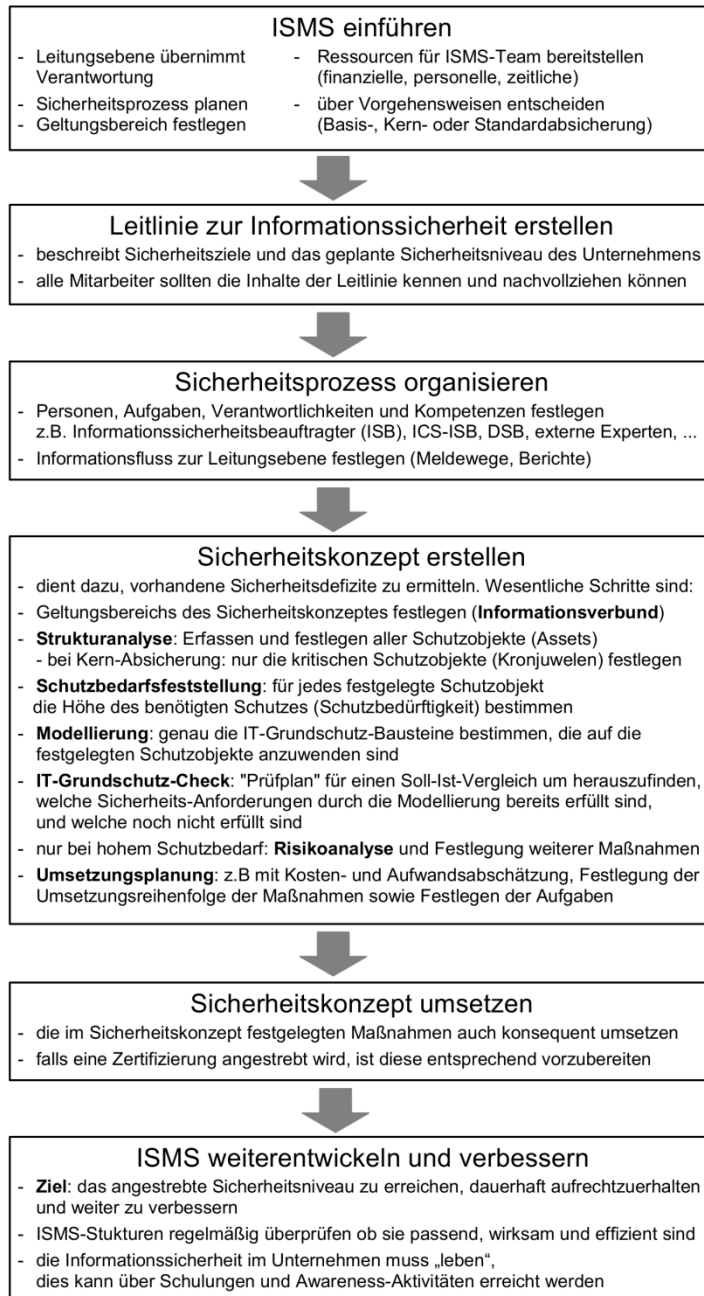 ISMS einführen
- Leitungsebene übernimmt
Verantwortung
- Sicherheitsprozess planen
- Geltungsbereich festlegen
- Ressourcen für ISMS-Team bereitstellen
(finanzielle, personelle, zeitliche)
- über Vorgehensweisen entscheiden
(Basis-, Kern- oder Standardabsicherung)
Leitlinie zur Informationssicherheit erstellen
- beschreibt Sicherheitsziele und das geplante Sicherheitsniveau des Unternehmens
- alle Mitarbeiter sollten die Inhalte der Leitlinie kennen und nachvollziehen können
Sicherheitsprozess organisieren
- Personen, Aufgaben, Verantwortlichkeiten und Kompetenzen festlegen
z.B. Informationssicherheitsbeauftragter (ISB), ICS-ISB, DSB, externe Experten, ...
- Informationsfluss zur Leitungsebene festlegen (Meldewege, Berichte)
Sicherheitskonzept erstellen
- dient dazu, vorhandene Sicherheitsdefizite zu ermitteln. Wesentliche Schritte sind:
- Geltungsbereichs des Sicherheitskonzeptes festlegen (Informationsverbund)
- Strukturanalyse: Erfassen und festlegen aller Schutzobjekte (Assets)
- bei Kern-Absicherung: nur die kritischen Schutzobjekte (Kronjuwelen) festlegen
- Schutzbedarfsfeststellung: für jedes festgelegte Schutzobjekt
die Höhe des benötigten Schutzes (Schutzbedürftigkeit) bestimmen
- Modellierung: genau die IT-Grundschutz-Bausteine bestimmen, die auf die
festgelegten Schutzobjekte anzuwenden sind
- IT-Grundschutz-Check: "Prüfplan" für einen Soll-Ist-Vergleich um herauszufinden,
welche Sicherheits-Anforderungen durch die Modellierung bereits erfüllt sind,
und welche noch nicht erfüllt sind
- nur bei hohem Schutzbedarf: Risikoanalyse und Festlegung weiterer Maßnahmen
- Umsetzungsplanung: z.B mit Kosten- und Aufwandsabschätzung, Festlegung der
Umsetzungsreihenfolge der Maßnahmen sowie Festlegen der Aufgaben
Sicherheitskonzept umsetzen
- die im Sicherheitskonzept festgelegten Maßnahmen auch konsequent umsetzen
- falls eine Zertifizierung angestrebt wird, ist diese entsprechend vorzubereiten
ISMS weiterentwickeln und verbessern
- Ziel: das angestrebte Sicherheitsniveau zu erreichen, dauerhaft aufrechtzuerhalten
und weiter zu verbessern
- ISMS-Stukturen regelmäßig überprüfen ob sie passend, wirksam und effizient sind
- die Informationssicherheit im Unternehmen muss „leben“,
dies kann über Schulungen und Awareness-Aktivitäten erreicht werden